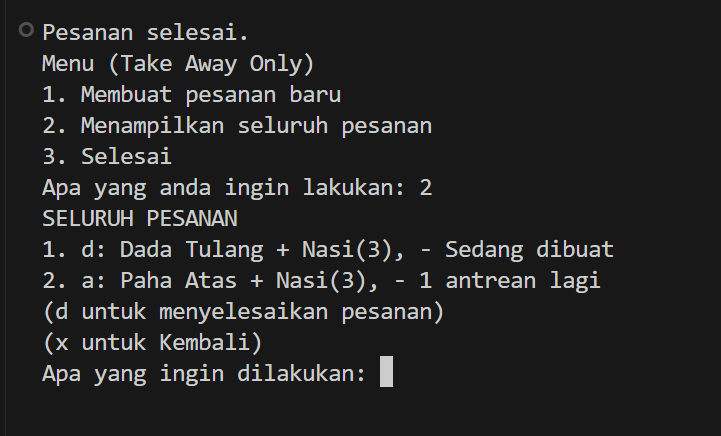 Pesanan selesai.
Menu (Take Away Only)
1. Membuat pesanan baru
2. Menampilkan seluruh pesanan
3. Selesai
Apa yang anda ingin lakukan: 2
SELURUH PESANAN
1. d: Dada Tulang + Nasi(3), - Sedang dibuat
2. a: Paha Atas + Nasi(3), - 1 antrean lagi
(d untuk menyelesaikan pesanan)
(x untuk Kembali)
Apa yang ingin dilakukan: